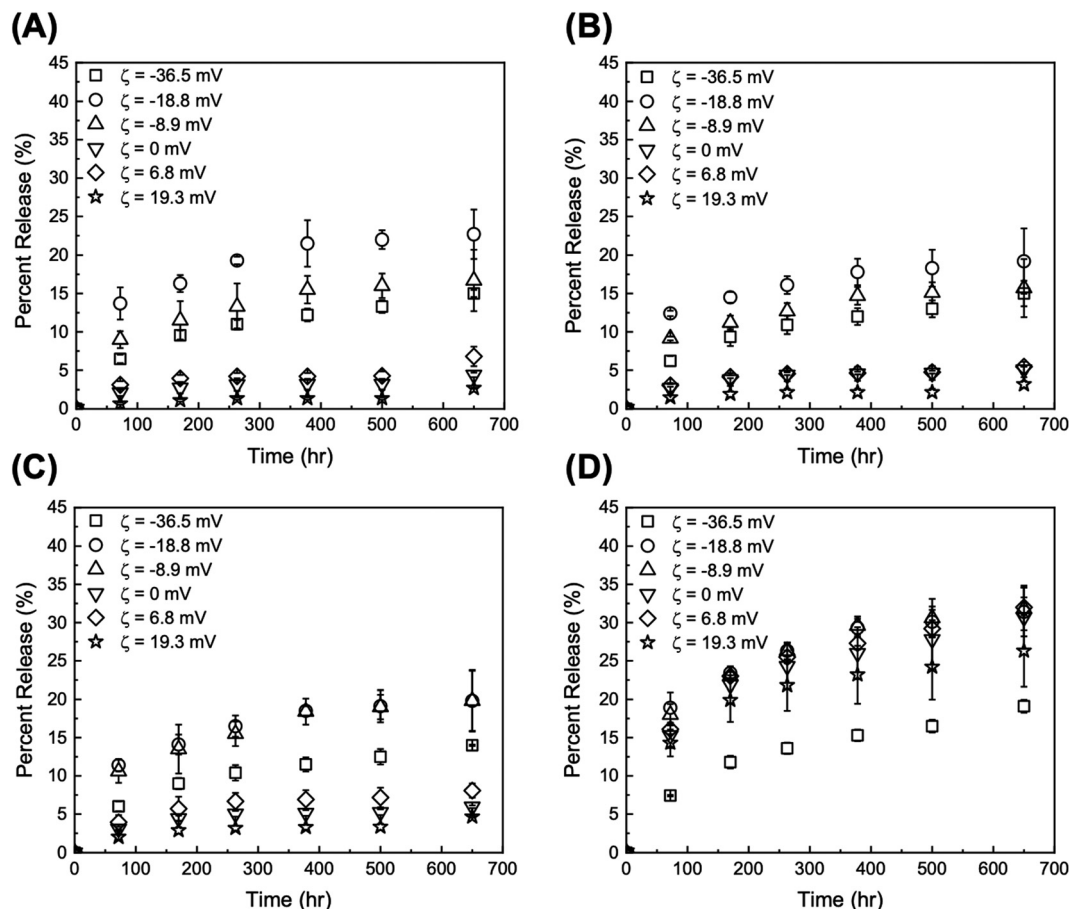 (A)
45
40
35
30
25
20
15
10
5
0
Percent Release (%)
ζ = -36.5 mV
ζ = -18.8 mV
ζ = -8.9 mV
ζ = 0 mV
ζ = 6.8 mV
ζ = 19.3 mV
0 100 200 300 400 500 600 700
Time (hr)
(B)
45
40
35
30
25
20
15
10
5
0
Percent Release (%)
ζ = -36.5 mV
ζ = -18.8 mV
ζ = -8.9 mV
ζ = 0 mV
ζ = 6.8 mV
ζ = 19.3 mV
0 100 200 300 400 500 600 700
Time (hr)
(C)
45
40
35
30
25
20
15
10
5
0
Percent Release (%)
ζ = -36.5 mV
ζ = -18.8 mV
ζ = -8.9 mV
ζ = 0 mV
ζ = 6.8 mV
ζ = 19.3 mV
0 100 200 300 400 500 600 700
Time (hr)
(D)
45
40
35
30
25
20
15
10
5
0
Percent Release (%)
ζ = -36.5 mV
ζ = -18.8 mV
ζ = -8.9 mV
ζ = 0 mV
ζ = 6.8 mV
ζ = 19.3 mV
0 100 200 300 400 500 600 700
Time (hr)